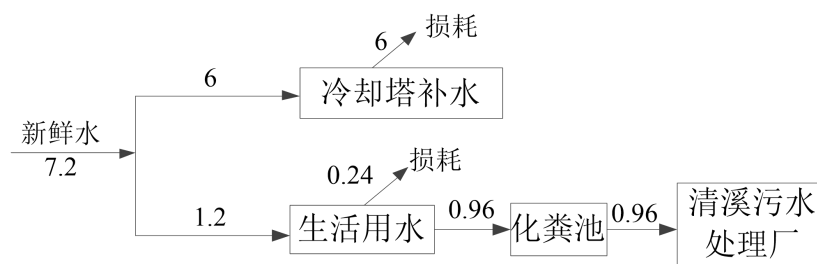 损耗
6
6
冷却塔补水
新鲜水
7.2
损耗
0.24
1.2
生活用水
0.96
化粪池
0.96
清溪污水
处理厂